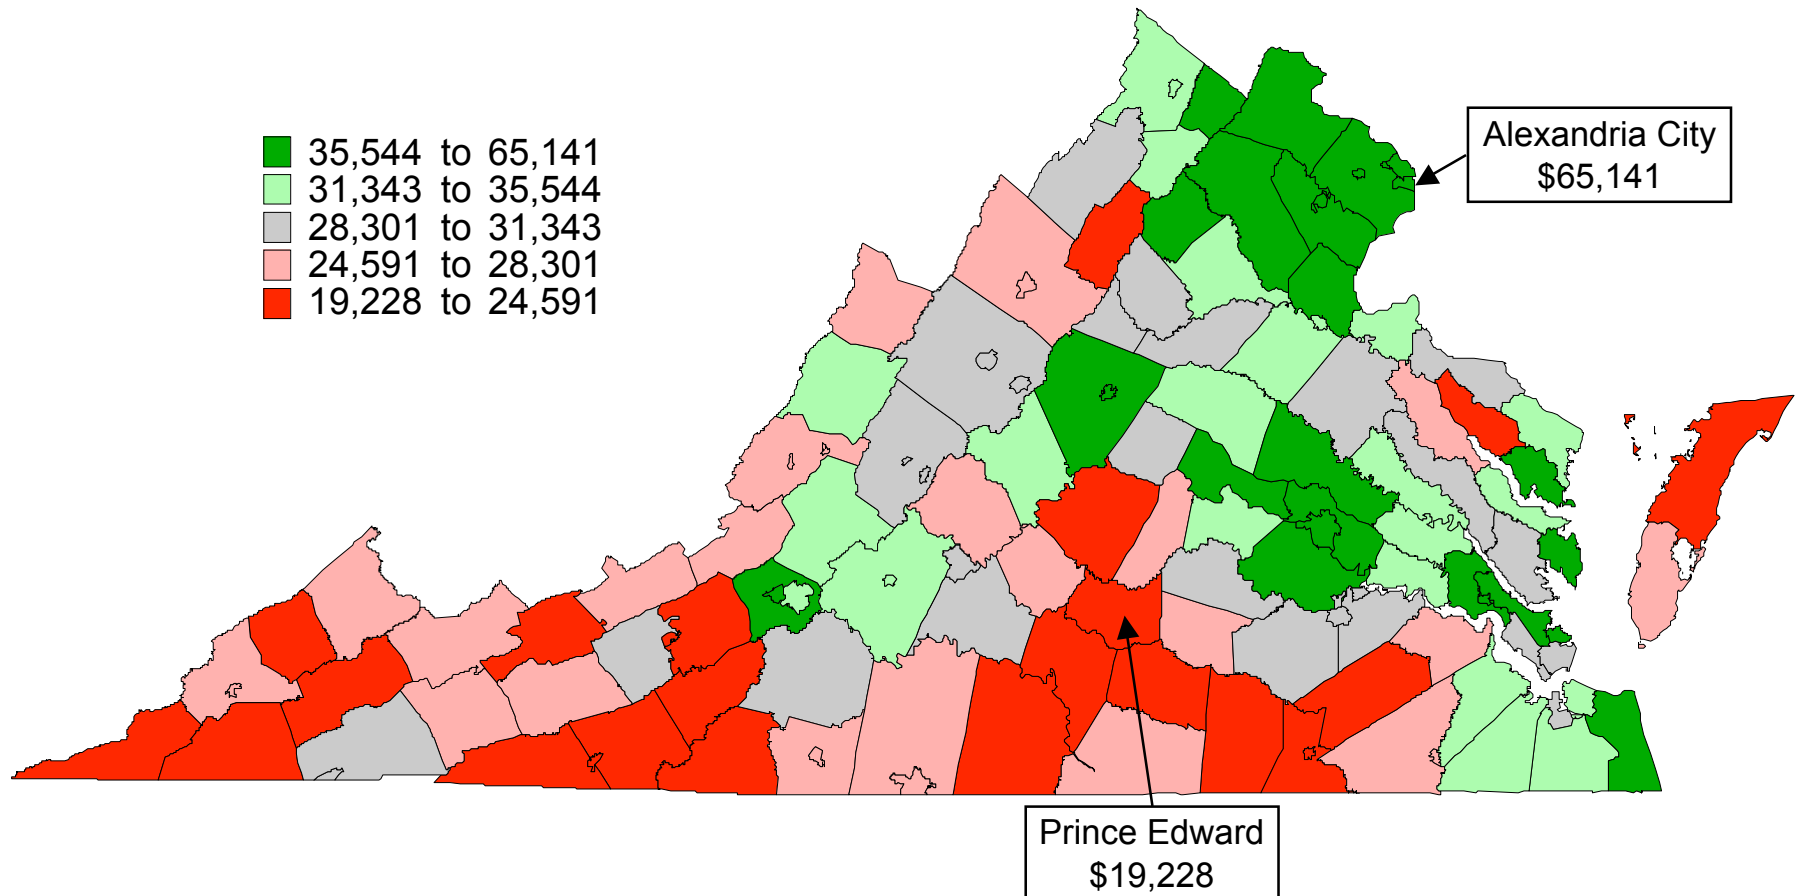 35,544 to 65,141
31,343 to 35,544
28,301 to 31,343
24,591 to 28,301
19,228 to 24,591
Alexandria City
$65,141
Prince Edward
$19,228